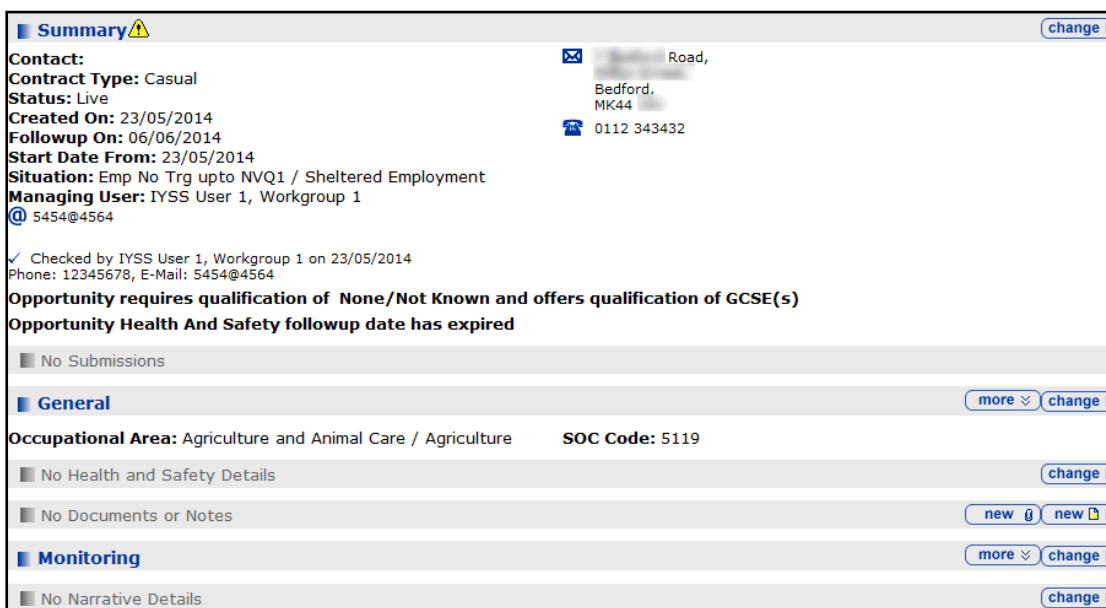 Summary
change
Contact:
Contract Type: Casual
Status: Live
Created On: 23/05/2014
Followup On: 06/06/2014
Start Date From: 23/05/2014
Situation: Emp No Trg upto NVQ1 / Sheltered Employment
Managing User: IYSS User 1, Workgroup 1
@ 5454@4564
Road,
Bedford,
MK44
0112 343432
✓ Checked by IYSS User 1, Workgroup 1 on 23/05/2014
Phone: 12345678, E-Mail: 5454@4564
Opportunity requires qualification of None/Not Known and offers qualification of GCSE(s)
Opportunity Health And Safety followup date has expired
No Submissions
General
more change
Occupational Area: Agriculture and Animal Care / Agriculture SOC Code: 5119
No Health and Safety Details
change
No Documents or Notes
new new
Monitoring
more change
No Narrative Details
change